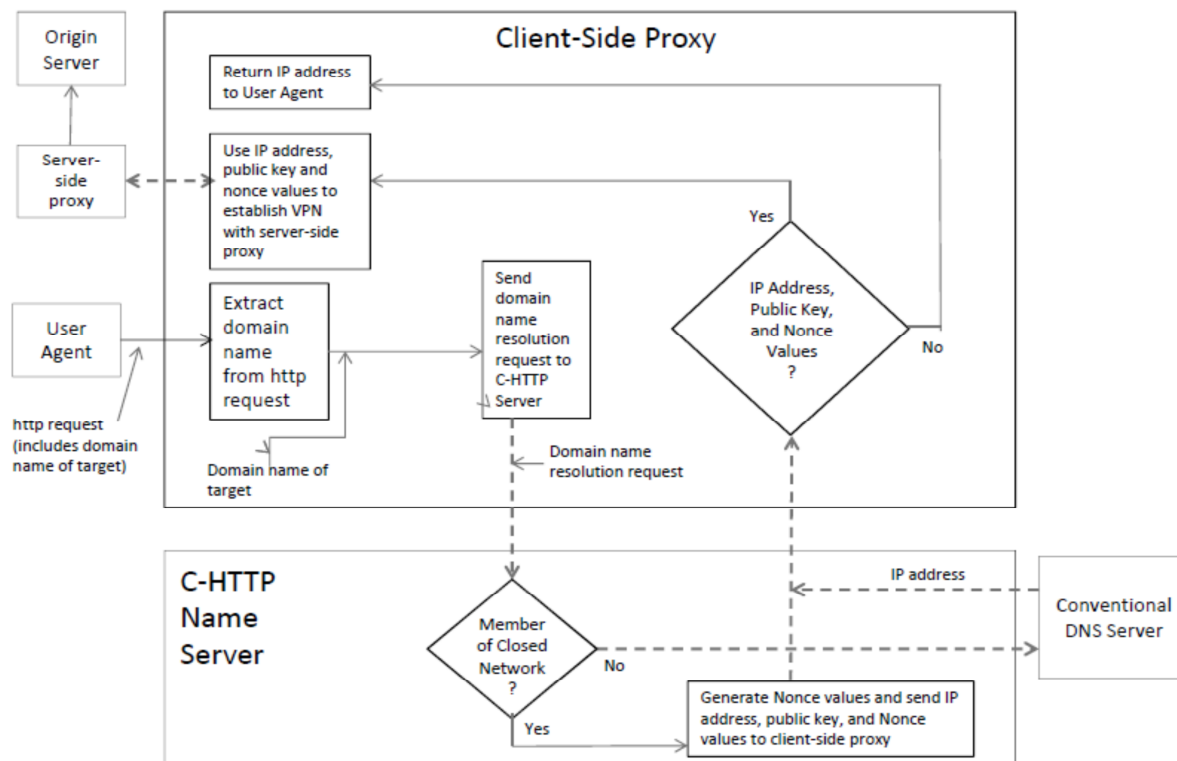 Client-Side Proxy
Origin
Server
Return IP address
to User Agent
Server-
side
proxy
Use IP address,
public key and
nonce values to
establish VPN
with server-side
proxy
Yes
IP Address,
Public Key,
and Nonce
Values
?
No
User
Agent
Extract
domain
name
from http
request
Send
domain
name
resolution
request to
C-HTTP
Server
http request
(includes domain
name of target)
Domain name of
target
Domain name
resolution request
C-HTTP
Name
Server
Member
of Closed
Network
?
No
Yes
IP address
Conventional
DNS Server
Generate Nonce values and send IP
address, public key, and Nonce
values to client-side proxy